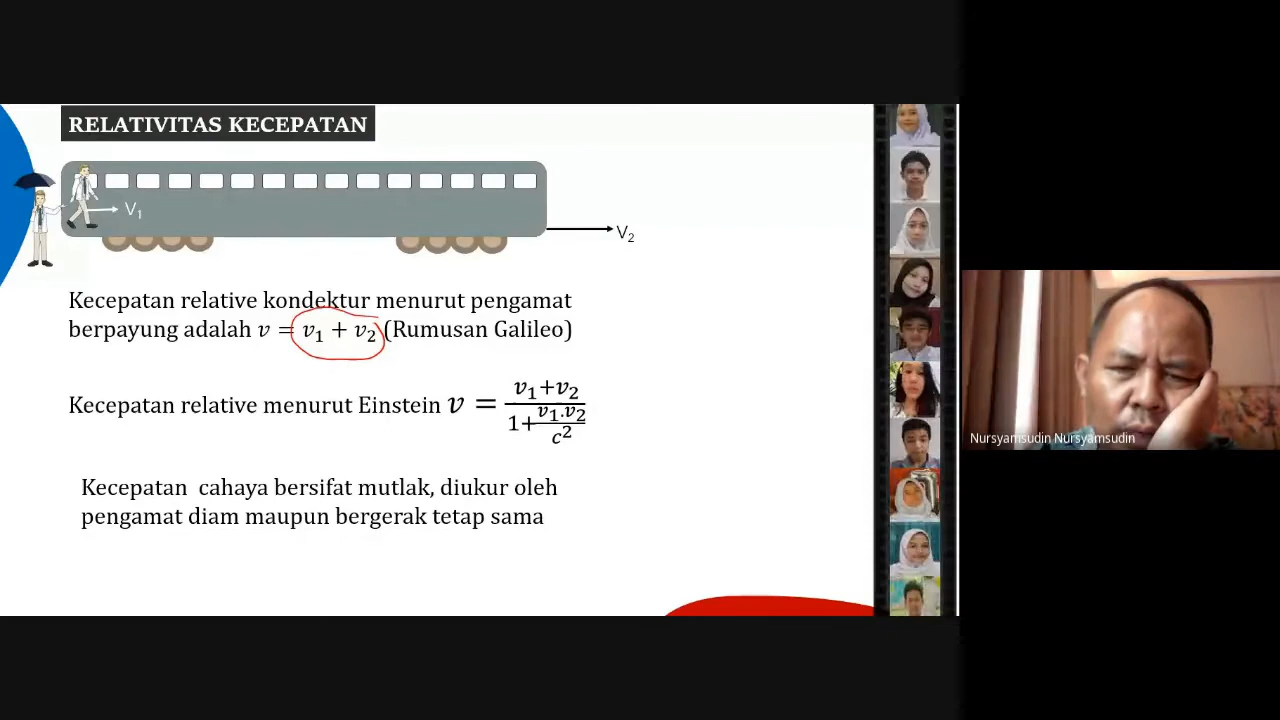 RELATIVITAS KECEPATAN
V1
V2
Kecepatan relative kondektur menurut pengamat
berpayung adalah v = v₁ + v₂ (Rumusan Galileo)
Kecepatan relative menurut Einstein v = (v₁+v₂)/(1+(v₁.v₂)/c²)
Kecepatan cahaya bersifat mutlak, diukur oleh
pengamat diam maupun bergerak tetap sama
Nursyamsudin Nursyamsudin